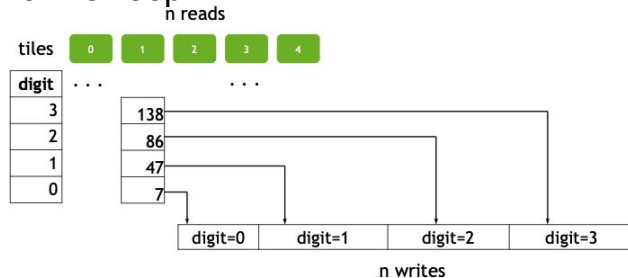 n reads
tiles 0 1 2 3 4
digit ... ...
3 138
2 86
1 47
0 7
digit=0 digit=1 digit=2 digit=3
n writes